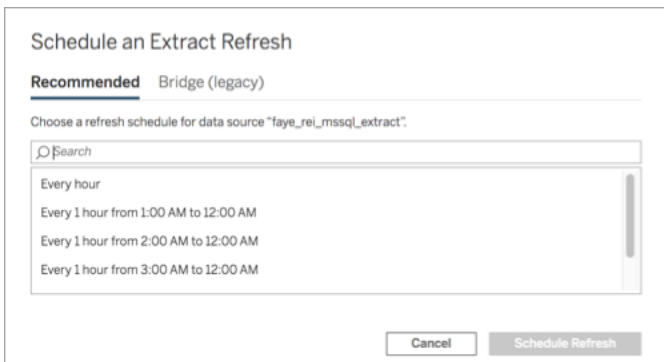 Schedule an Extract Refresh
Recommended Bridge (legacy)
Choose a refresh schedule for data source "faye_rei_mssql_extract".
Search
Every hour
Every 1 hour from 1:00 AM to 12:00 AM
Every 1 hour from 2:00 AM to 12:00 AM
Every 1 hour from 3:00 AM to 12:00 AM
Cancel Schedule Refresh